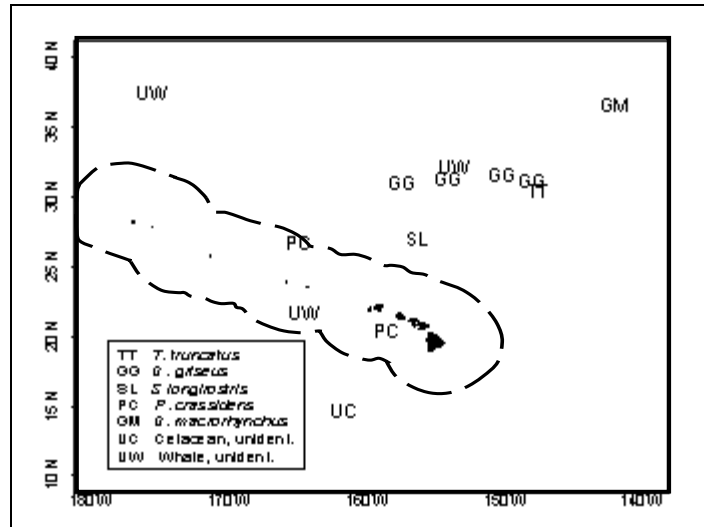 40 N
UW
GM
35 N
UW
GG
GG
GG
GG
TT
30 N
PC
SL
25 N
UW
PC
20 N
TT T. truncatus
GG G. griseus
SL S longirostris
PC P. crassidens
GM G. macrorhynchus
UC Cetacean, unident.
UW Whale, unident.
UC
15 N
10 N
180 W 170 W 160 W 150 W 140 W